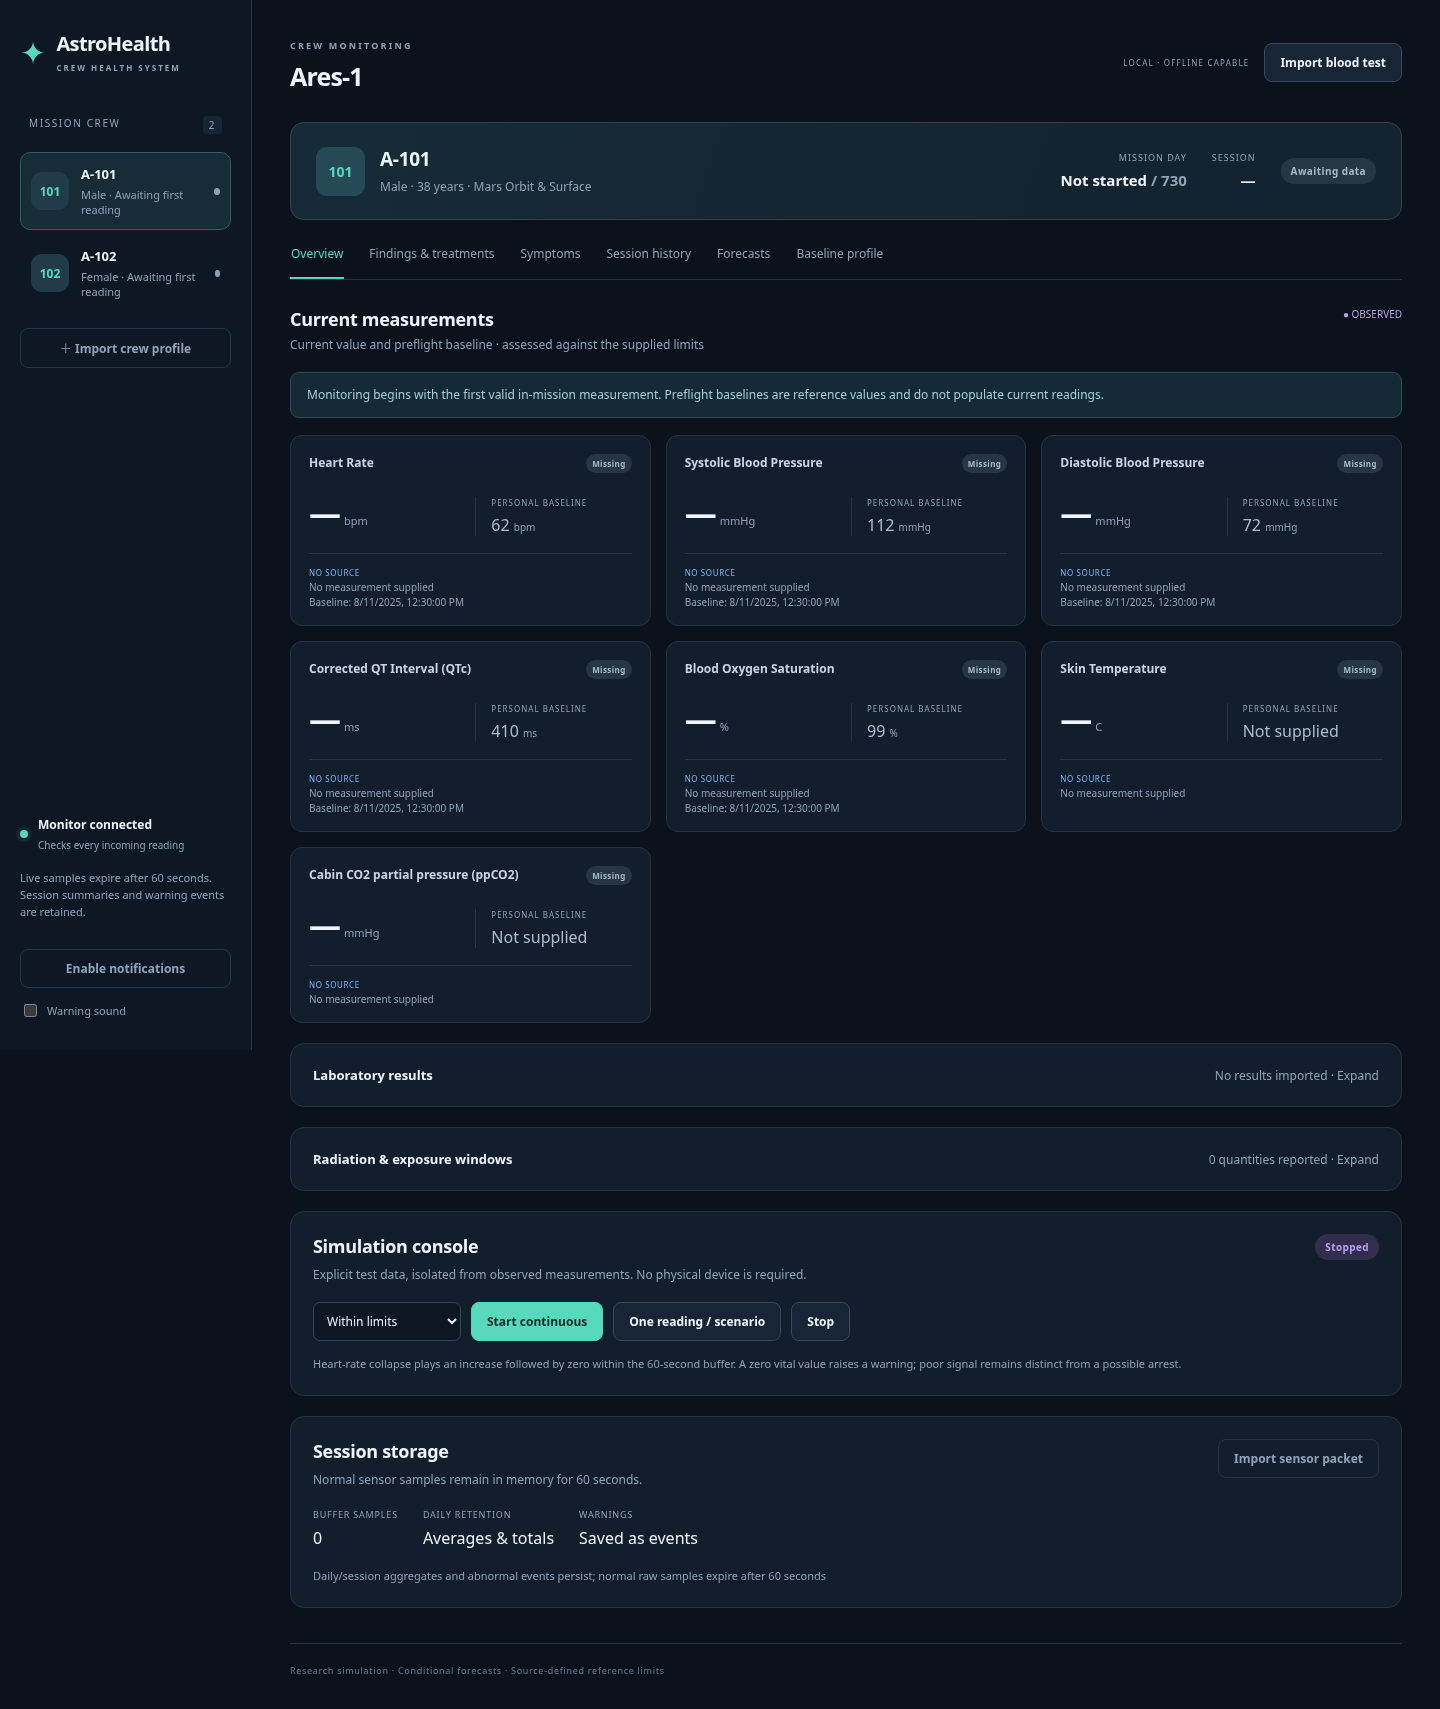 AstroHealth
CREW HEALTH SYSTEM
MISSION CREW 2
101
A-101
Male · Awaiting first
reading
102
A-102
Female · Awaiting first
reading
+ Import crew profile
Monitor connected
Checks every incoming reading
Live samples expire after 60 seconds.
Session summaries and warning events
are retained.
Enable notifications
Warning sound
CREW MONITORING
Ares-1
LOCAL · OFFLINE CAPABLE
Import blood test
101
A-101
Male · 38 years · Mars Orbit & Surface
MISSION DAY
Not started / 730
SESSION
—
Awaiting data
Overview Findings & treatments Symptoms Session history Forecasts Baseline profile
Current measurements
● OBSERVED
Current value and preflight baseline · assessed against the supplied limits
Monitoring begins with the first valid in-mission measurement. Preflight baselines are reference values and do not populate current readings.
Heart Rate Missing
— bpm
PERSONAL BASELINE
62 bpm
NO SOURCE
No measurement supplied
Baseline: 8/11/2025, 12:30:00 PM
Systolic Blood Pressure Missing
— mmHg
PERSONAL BASELINE
112 mmHg
NO SOURCE
No measurement supplied
Baseline: 8/11/2025, 12:30:00 PM
Diastolic Blood Pressure Missing
— mmHg
PERSONAL BASELINE
72 mmHg
NO SOURCE
No measurement supplied
Baseline: 8/11/2025, 12:30:00 PM
Corrected QT Interval (QTc) Missing
— ms
PERSONAL BASELINE
410 ms
NO SOURCE
No measurement supplied
Baseline: 8/11/2025, 12:30:00 PM
Blood Oxygen Saturation Missing
— %
PERSONAL BASELINE
99 %
NO SOURCE
No measurement supplied
Baseline: 8/11/2025, 12:30:00 PM
Skin Temperature Missing
— C
PERSONAL BASELINE
Not supplied
NO SOURCE
No measurement supplied
Cabin CO2 partial pressure (ppCO2) Missing
— mmHg
PERSONAL BASELINE
Not supplied
NO SOURCE
No measurement supplied
Laboratory results No results imported · Expand
Radiation & exposure windows 0 quantities reported · Expand
Simulation console Stopped
Explicit test data, isolated from observed measurements. No physical device is required.
Within limits Start continuous One reading / scenario Stop
Heart-rate collapse plays an increase followed by zero within the 60-second buffer. A zero vital value raises a warning; poor signal remains distinct from a possible arrest.
Session storage
Import sensor packet
Normal sensor samples remain in memory for 60 seconds.
BUFFER SAMPLES DAILY RETENTION WARNINGS
0 Averages & totals Saved as events
Daily/session aggregates and abnormal events persist; normal raw samples expire after 60 seconds
Research simulation · Conditional forecasts · Source-defined reference limits